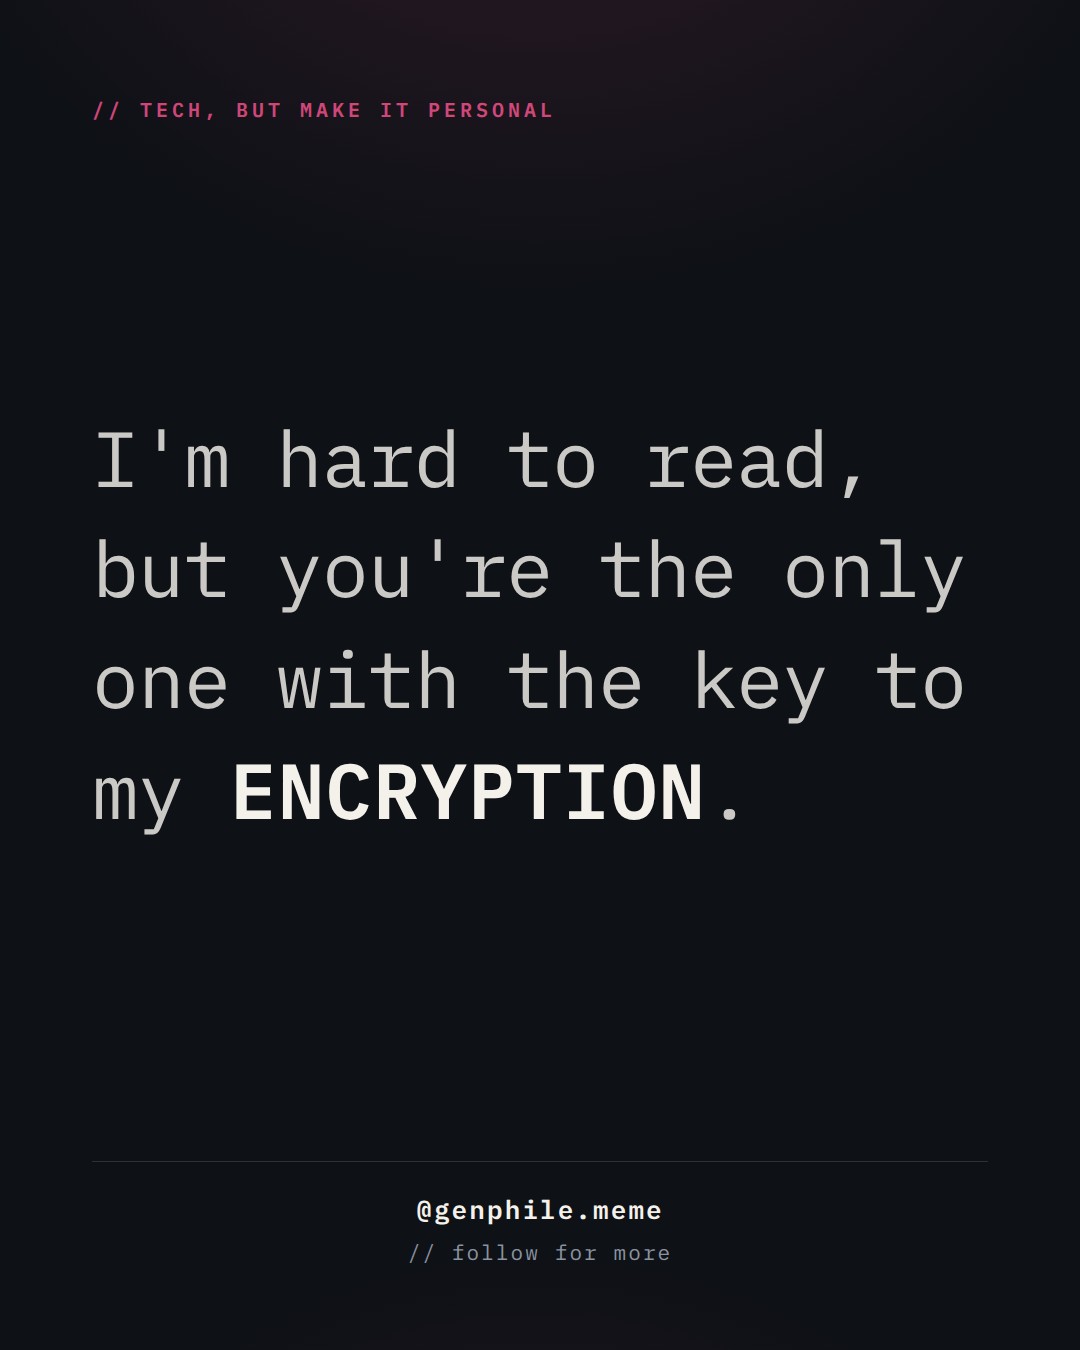 // TECH, BUT MAKE IT PERSONAL
I'm hard to read,
but you're the only
one with the key to
my ENCRYPTION.
@genphile.meme
// follow for more